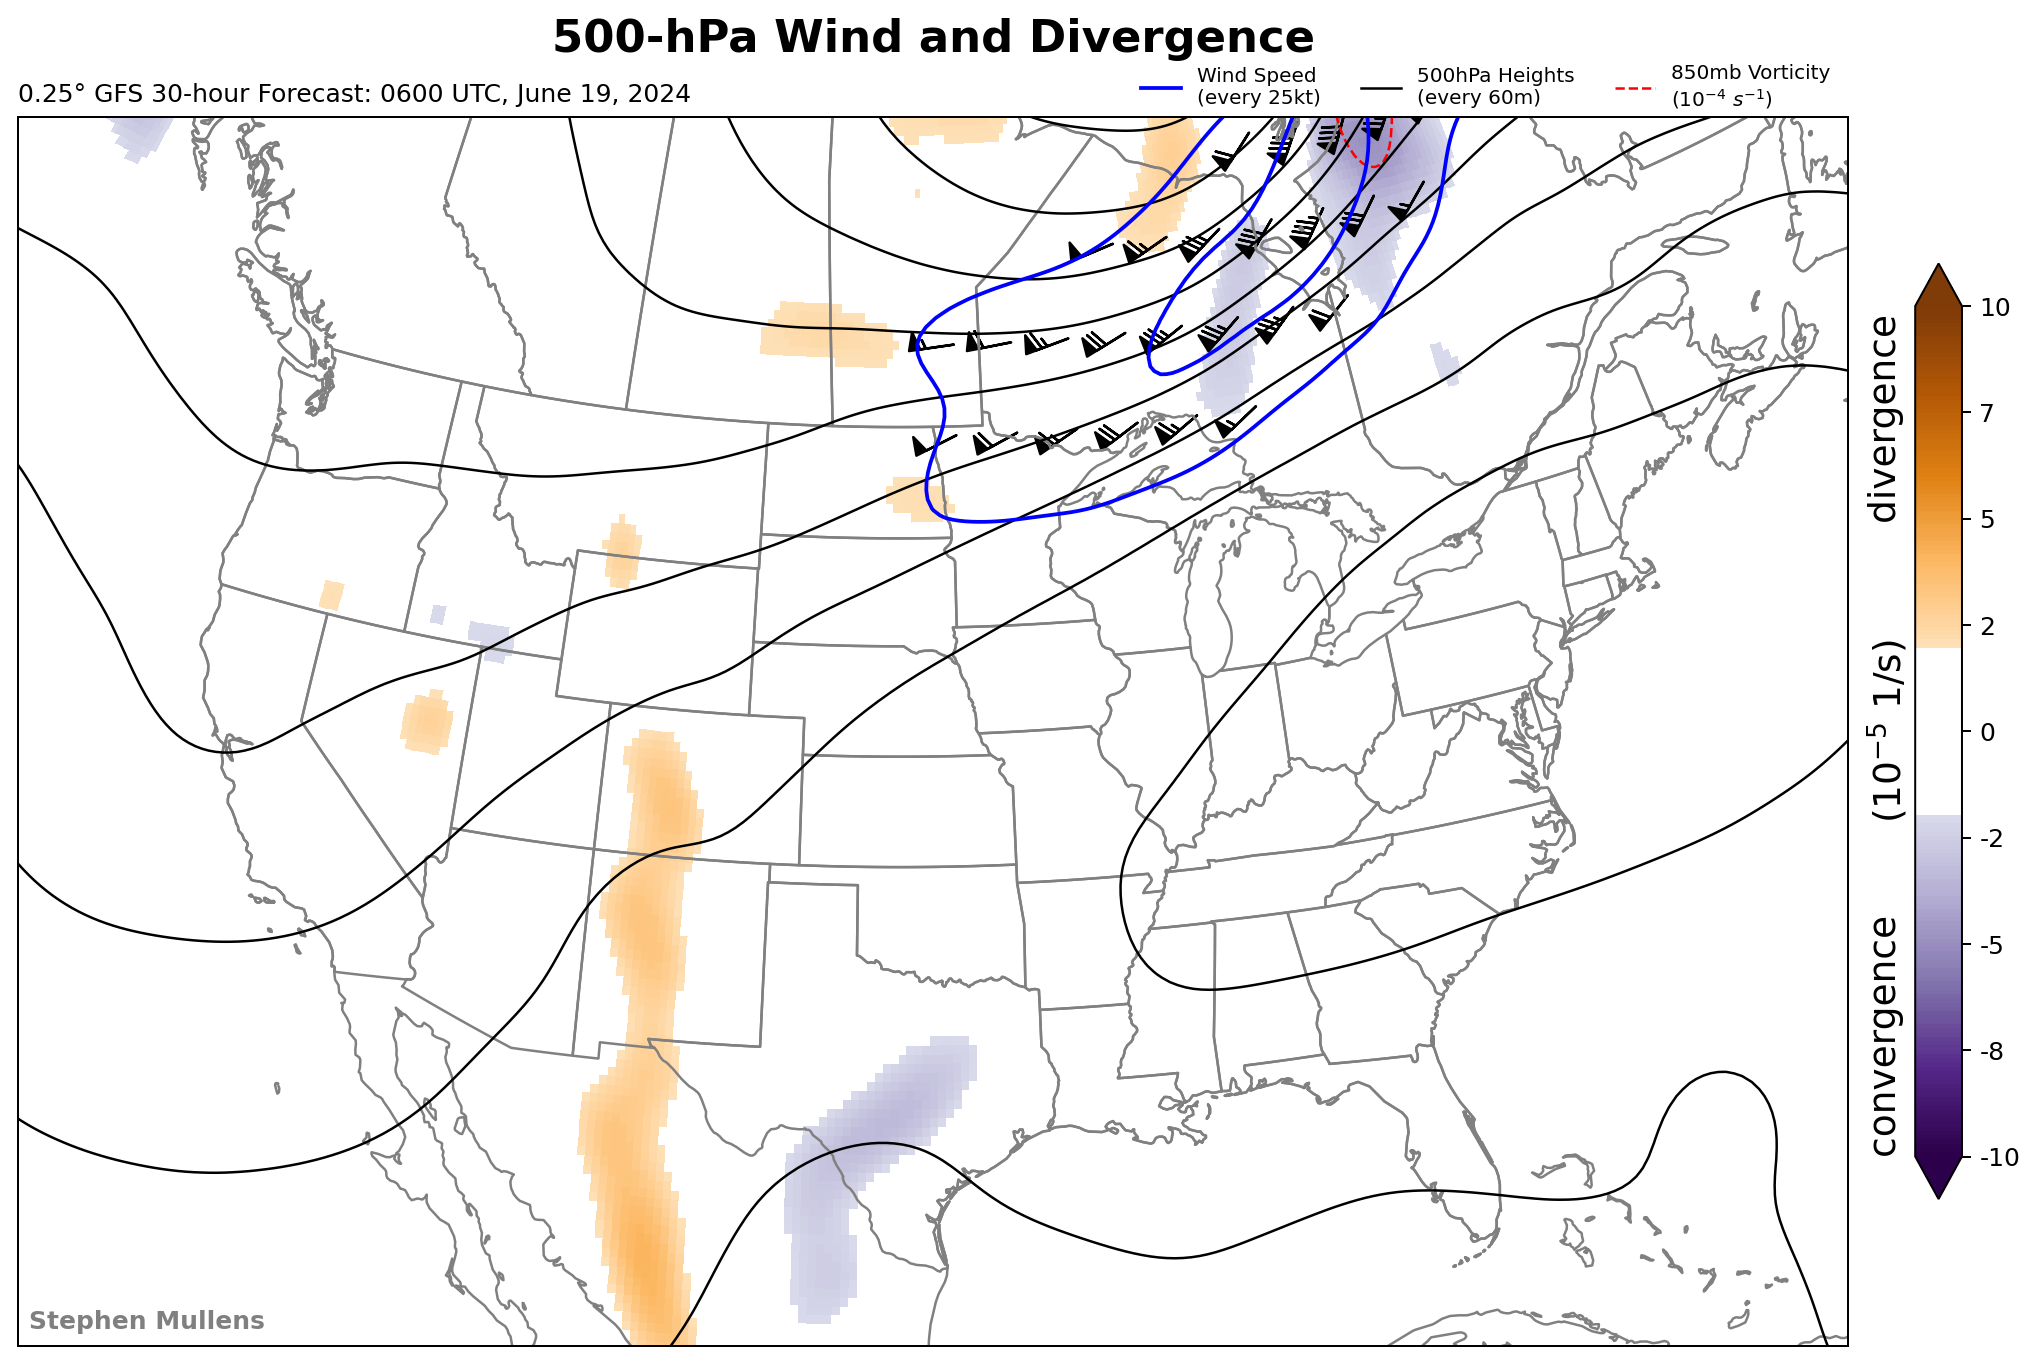 500-hPa Wind and Divergence
0.25° GFS 30-hour Forecast: 0600 UTC, June 19, 2024
Wind Speed
(every 25kt)
500hPa Heights
(every 60m)
850mb Vorticity
(10⁻⁴ s⁻¹)
10
7
5
2
0
-2
-5
-8
-10
convergence (10⁻⁵ 1/s) divergence
Stephen Mullens